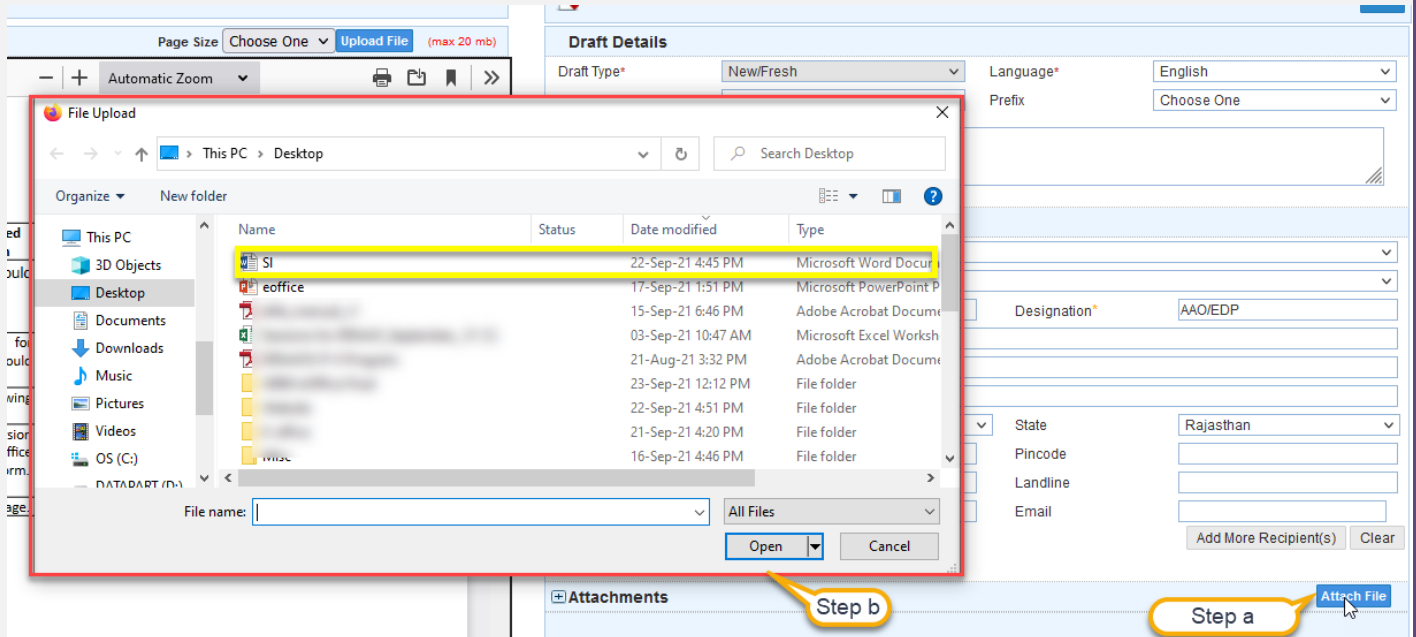 Page Size Choose One Upload File (max 20 mb)
Automatic Zoom
Draft Details
Draft Type* New/Fresh Language* English
Prefix Choose One
File Upload
This PC > Desktop Search Desktop
Organize New folder
Name Status Date modified Type
This PC
3D Objects
Desktop
Documents
Downloads
Music
Pictures
Videos
OS (C:)
DATAPART (D:)
SI 22-Sep-21 4:45 PM Microsoft Word Docum
eoffice 17-Sep-21 1:51 PM Microsoft PowerPoint P
15-Sep-21 6:46 PM Adobe Acrobat Docume
03-Sep-21 10:47 AM Microsoft Excel Worksh
21-Aug-21 3:32 PM Adobe Acrobat Docume
23-Sep-21 12:12 PM File folder
22-Sep-21 4:51 PM File folder
21-Sep-21 4:20 PM File folder
Misc 16-Sep-21 4:46 PM File folder
File name: All Files
Open Cancel
Designation* AAO/EDP
State Rajasthan
Pincode
Landline
Email
Add More Recipient(s) Clear
Attachments Attach File
Step b
Step a